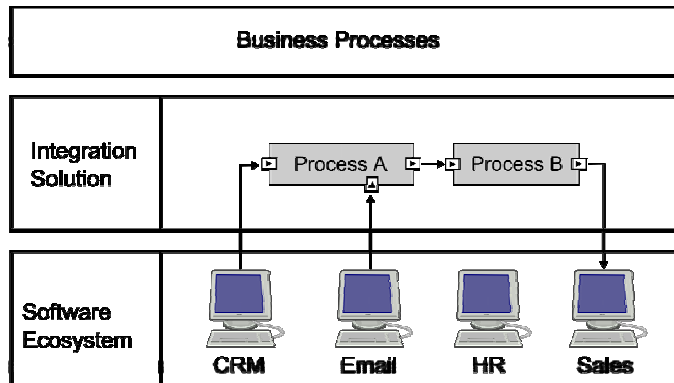 Business Processes
Integration
Solution
Process A
Process B
Software
Ecosystem
CRM
Email
HR
Sales